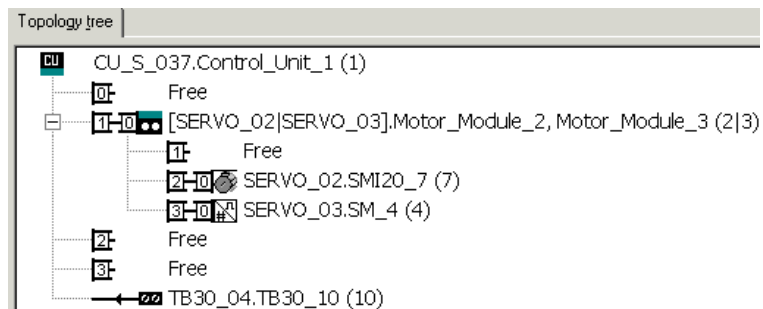 Topology tree
CU CU_S_037.Control_Unit_1 (1)
0 Free
1 0 [SERVO_02|SERVO_03].Motor_Module_2, Motor_Module_3 (2|3)
1 Free
2 0 SERVO_02.SMI20_7 (7)
3 0 # SERVO_03.SM_4 (4)
2 Free
3 Free
TB30_04.TB30_10 (10)